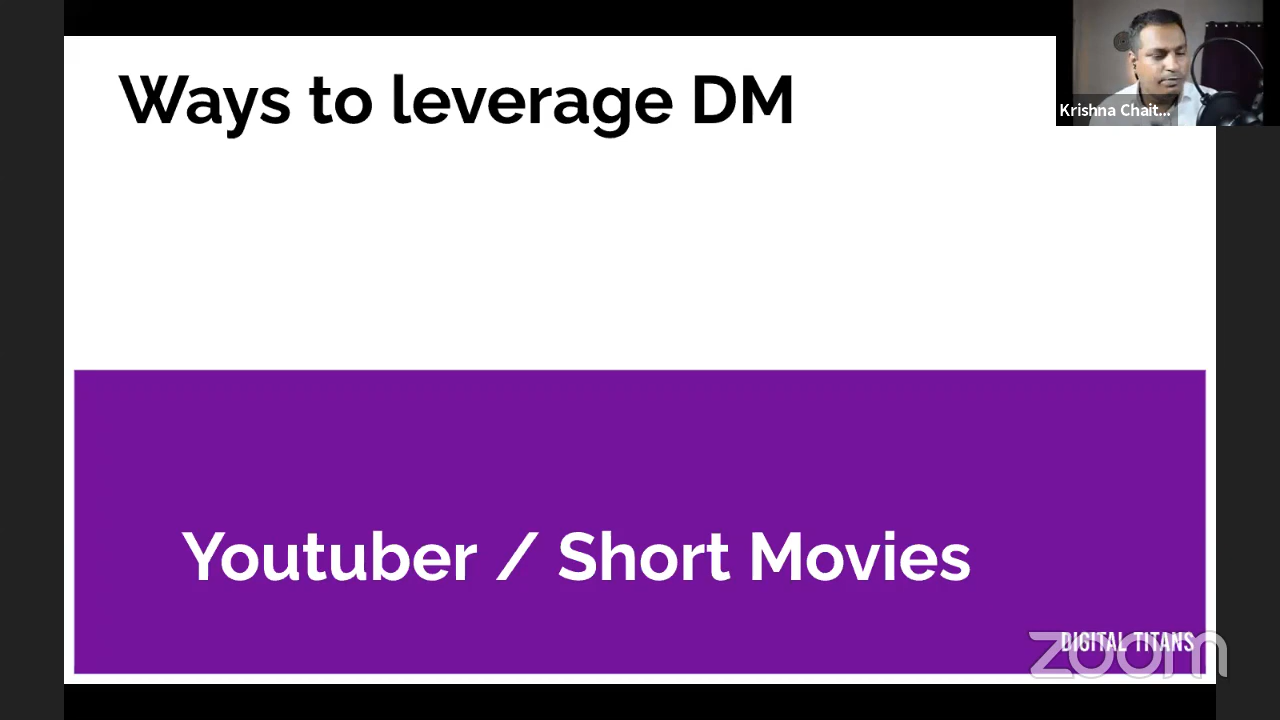 Ways to leverage DM
Krishna Chait...
Youtuber / Short Movies
DIGITAL TITANS
zoom